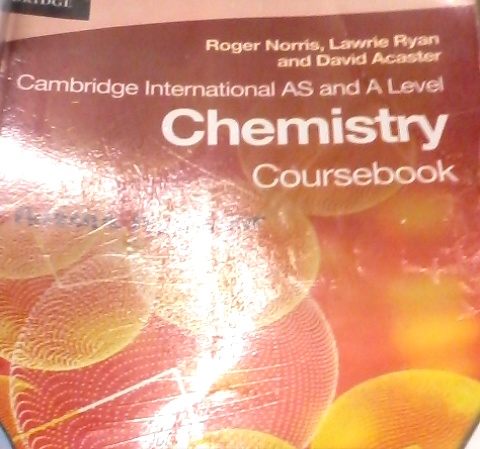 Roger Norris, Lawrie Ryan
and David Acaster
Cambridge International AS and A Level
Chemistry
Coursebook